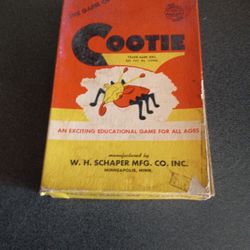 THE GAME OF
COOTIE
TRADE MARK REG.
AN EXCITING EDUCATIONAL GAME FOR ALL AGES
manufactured by
W. H. SCHAPER MFG. CO. INC.
MINNEAPOLIS, MINN.